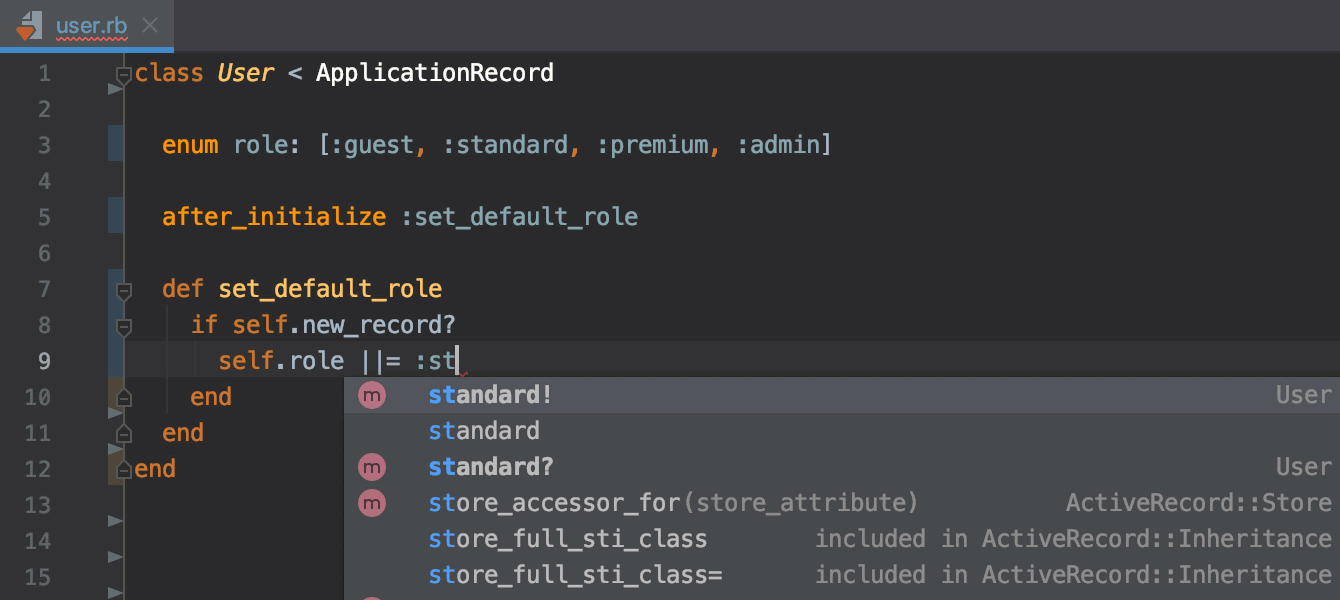 user.rb
1 class User < ApplicationRecord
2
3 enum role: [:guest, :standard, :premium, :admin]
4
5 after_initialize :set_default_role
6
7 def set_default_role
8 if self.new_record?
9 self.role ||= :st
10 end
m standard! User
11 end
standard
12 end
m standard? User
13
m store_accessor_for(store_attribute) ActiveRecord::Store
14
store_full_sti_class included in ActiveRecord::Inheritance
15
store_full_sti_class= included in ActiveRecord::Inheritance